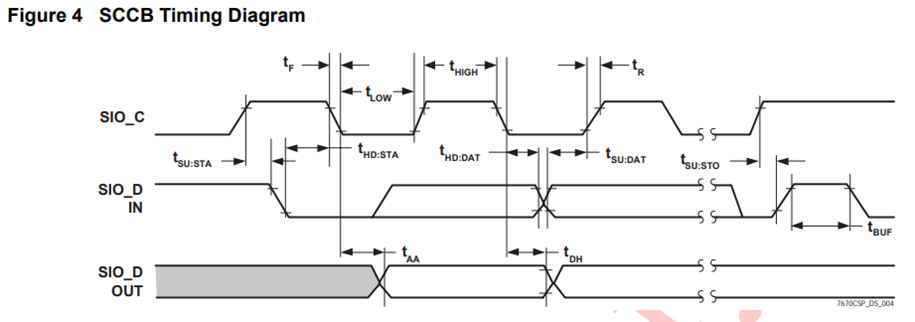 Figure 4 SCCB Timing Diagram
tF
tHIGH
tR
tLOW
SIO_C
tSU:STA
tHD:STA
tHD:DAT
tSU:DAT
tSU:STO
SIO_D
IN
tBUF
tAA
tDH
SIO_D
OUT
7670CSP_DS_004